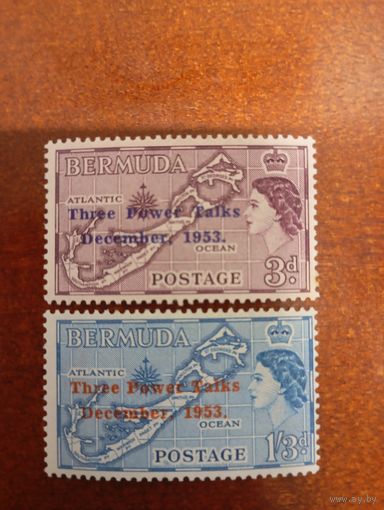 BERMUDA
ATLANTIC
Three Power Talks
December, 1953.
OCEAN
POSTAGE 3d.
BERMUDA
ATLANTIC
Three Power Talks
December, 1953.
OCEAN
POSTAGE 1/3d
ay.by